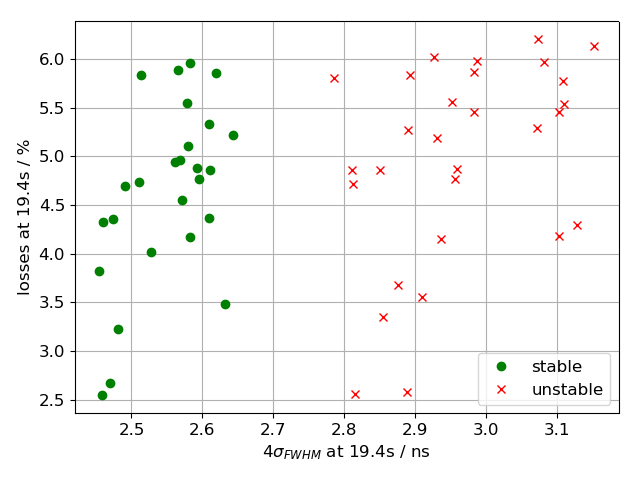 losses at 19.4s / %
6.0
5.5
5.0
4.5
4.0
3.5
3.0
2.5
stable
unstable
2.5 2.6 2.7 2.8 2.9 3.0 3.1
4σFWHM at 19.4s / ns